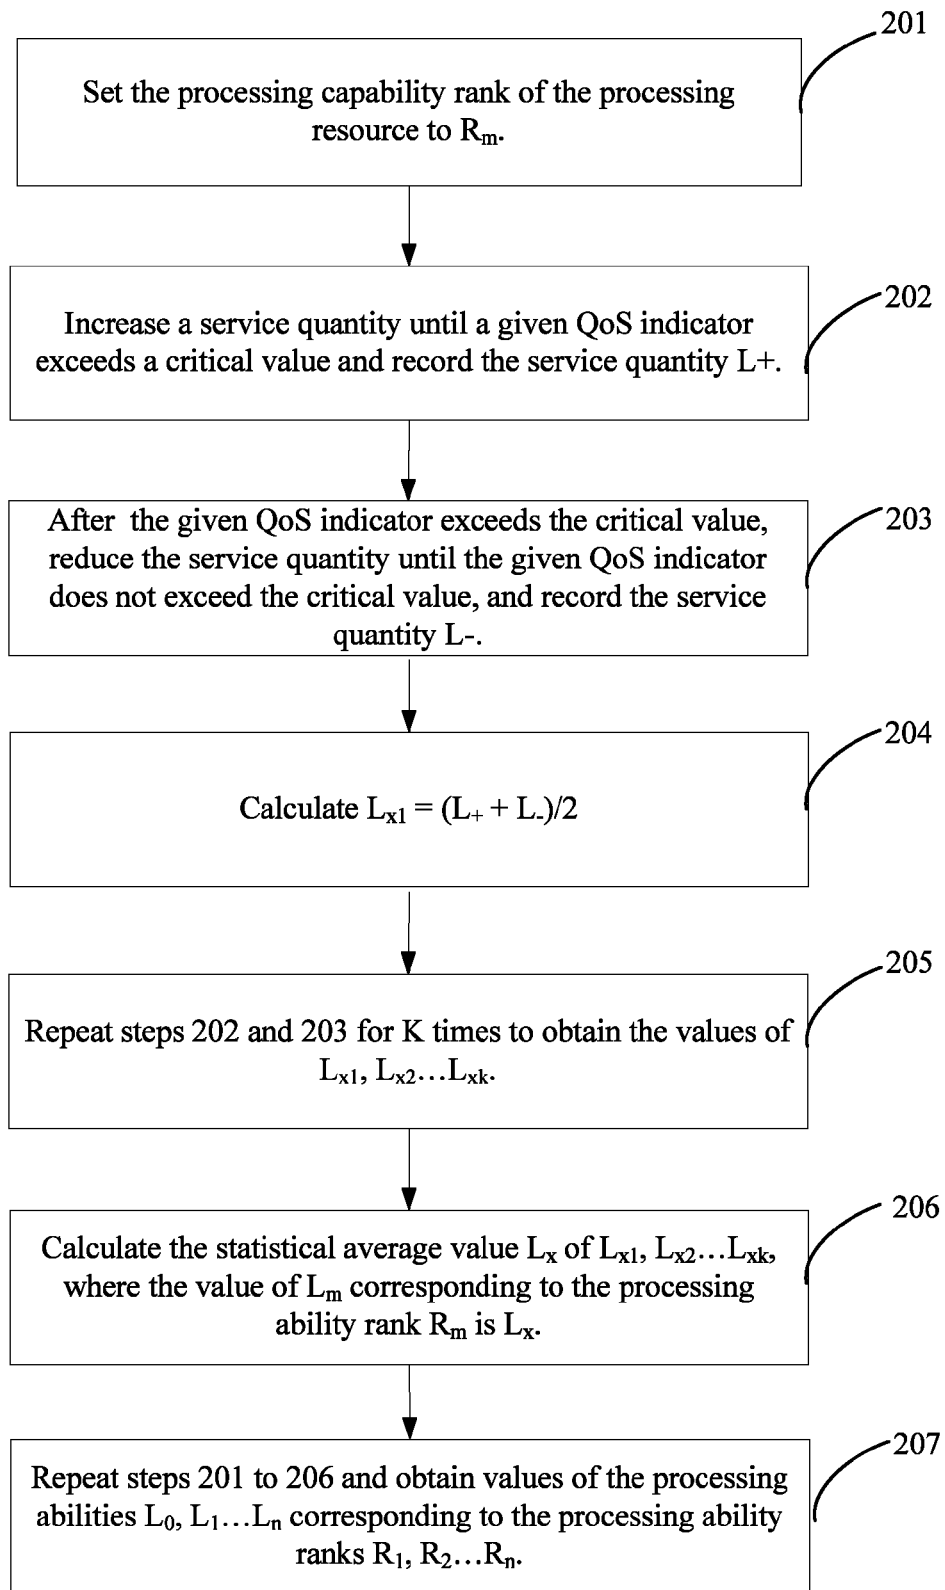 201
Set the processing capability rank of the processing
resource to Rₘ.
202
Increase a service quantity until a given QoS indicator
exceeds a critical value and record the service quantity L+.
203
After the given QoS indicator exceeds the critical value,
reduce the service quantity until the given QoS indicator
does not exceed the critical value, and record the service
quantity L-.
204
Calculate Lₓ₁ = (L₊ + L₋)/2
205
Repeat steps 202 and 203 for K times to obtain the values of
Lₓ₁, Lₓ₂…Lₓₖ.
206
Calculate the statistical average value Lₓ of Lₓ₁, Lₓ₂…Lₓₖ,
where the value of Lₘ corresponding to the processing
ability rank Rₘ is Lₓ.
207
Repeat steps 201 to 206 and obtain values of the processing
abilities L₀, L₁…Lₙ corresponding to the processing ability
ranks R₁, R₂…Rₙ.